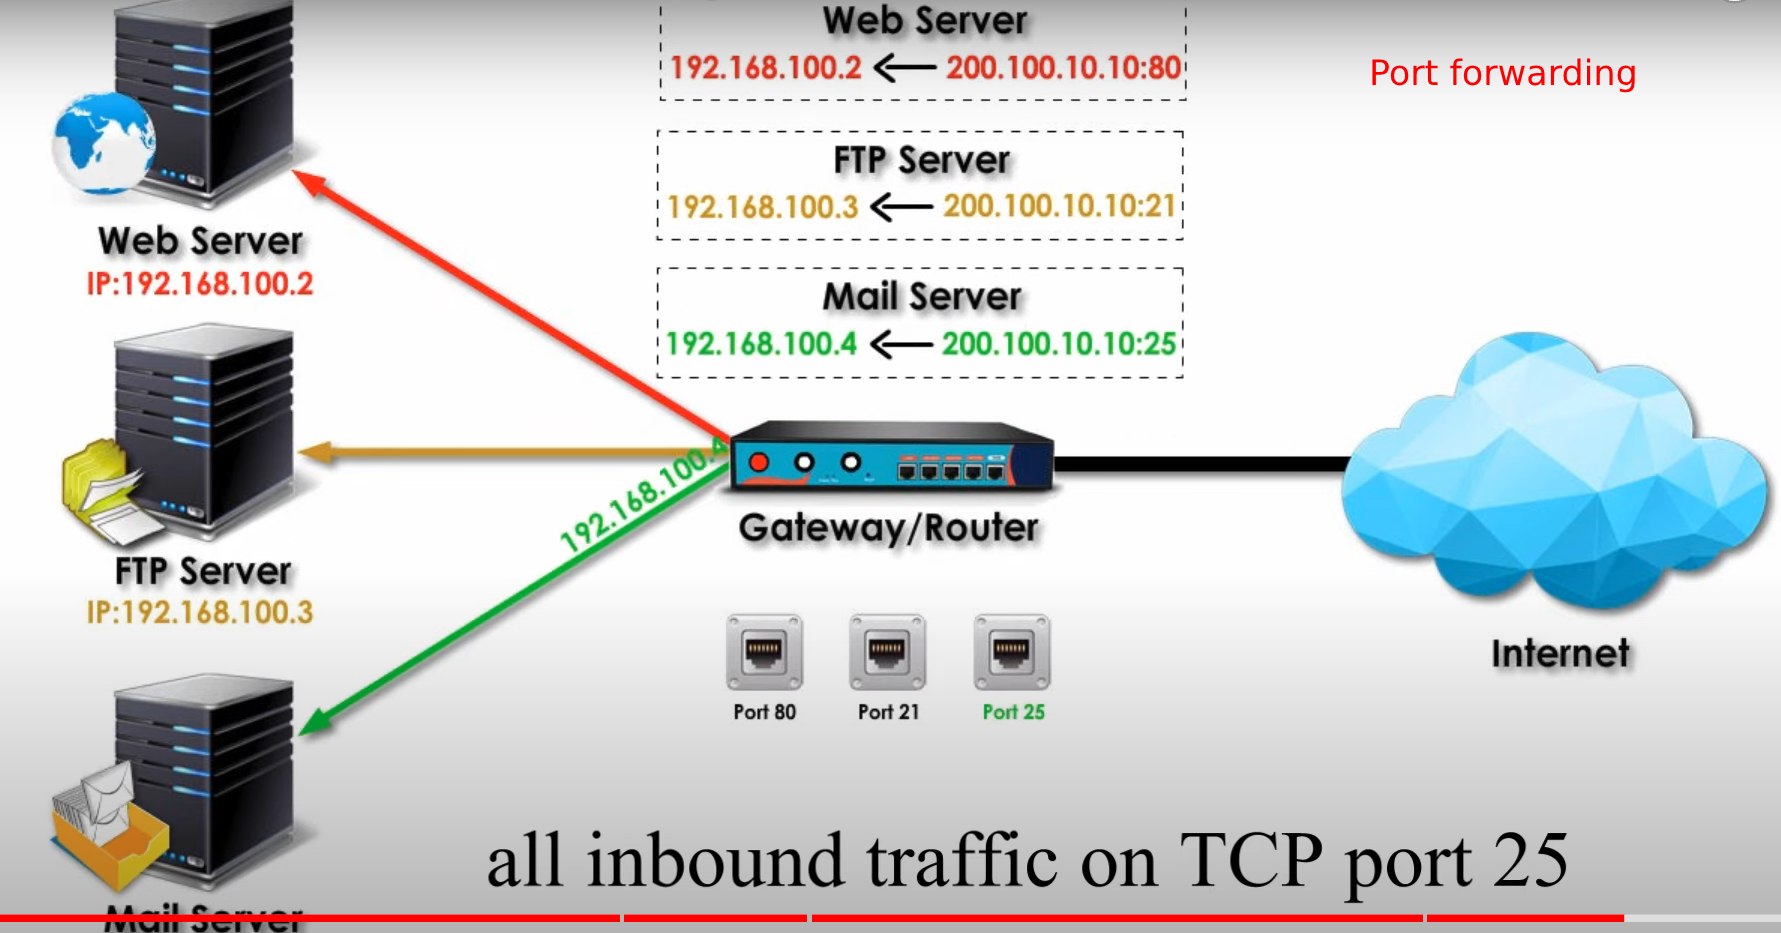 Web Server
192.168.100.2 200.100.10.10:80
Port forwarding
FTP Server
192.168.100.3 200.100.10.10:21
Mail Server
192.168.100.4 200.100.10.10:25
Web Server
IP:192.168.100.2
192.168.100.4
Gateway/Router
FTP Server
IP:192.168.100.3
Internet
Port 80
Port 21
Port 25
all inbound traffic on TCP port 25
Mail Server